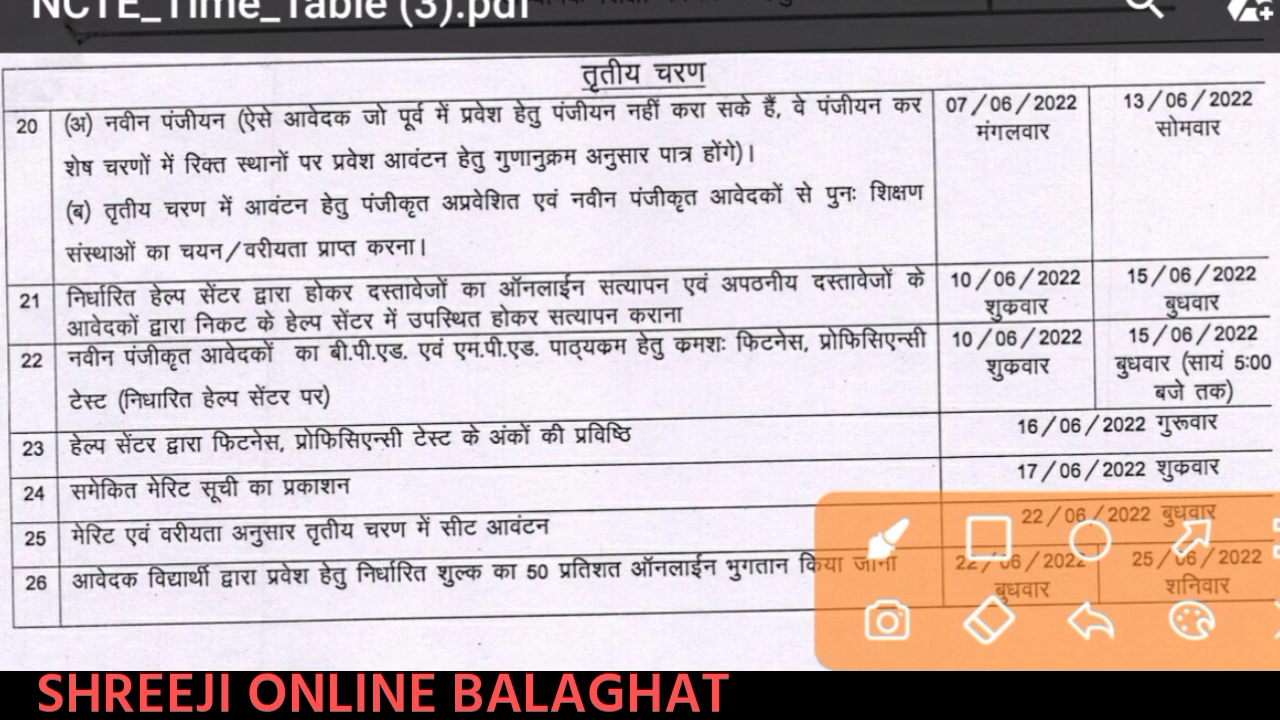 NCTE_Time_Table (3).pdf
तृतीय चरण
20 (अ) नवीन पंजीयन (ऐसे आवेदक जो पूर्व में प्रवेश हेतु पंजीयन नहीं करा सके हैं, वे पंजीयन कर 07/06/2022 13/06/2022
मंगलवार सोमवार
शेष चरणों में रिक्त स्थानों पर प्रवेश आवंटन हेतु गुणानुक्रम अनुसार पात्र होंगे)।
(ब) तृतीय चरण में आवंटन हेतु पंजीकृत अप्रवेशित एवं नवीन पंजीकृत आवेदकों से पुनः शिक्षण
संस्थाओं का चयन/वरीयता प्राप्त करना।
21 निर्धारित हेल्प सेंटर द्वारा होकर दस्तावेजों का ऑनलाईन सत्यापन एवं अपठनीय दस्तावेजों के 10/06/2022 15/06/2022
आवेदकों द्वारा निकट के हेल्प सेंटर में उपस्थित होकर सत्यापन कराना शुक्रवार बुधवार
22 नवीन पंजीकृत आवेदकों का बी.पी.एड. एवं एम.पी.एड. पाठ्यकम हेतु कमशः फिटनेस, प्रोफिसिएन्सी 10/06/2022 15/06/2022
शुक्रवार बुधवार (सायं 5:00
टेस्ट (निधारित हेल्प सेंटर पर) बजे तक)
23 हेल्प सेंटर द्वारा फिटनेस, प्रोफिसिएन्सी टेस्ट के अंकों की प्रविष्ठि 16/06/2022 गुरूवार
24 समेकित मेरिट सूची का प्रकाशन 17/06/2022 शुकवार
25 मेरिट एवं वरीयता अनुसार तृतीय चरण में सीट आवंटन 22/06/2022 बुधवार
26 आवेदक विद्यार्थी द्वारा प्रवेश हेतु निर्धारित शुल्क का 50 प्रतिशत ऑनलाईन भुगतान किया जाना 22/06/2022 25/06/2022
बुधवार शनिवार
SHREEJI ONLINE BALAGHAT